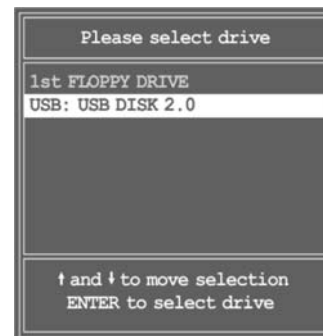 Please select drive
1st FLOPPY DRIVE
USB: USB DISK 2.0
↑ and ↓ to move selection
ENTER to select drive